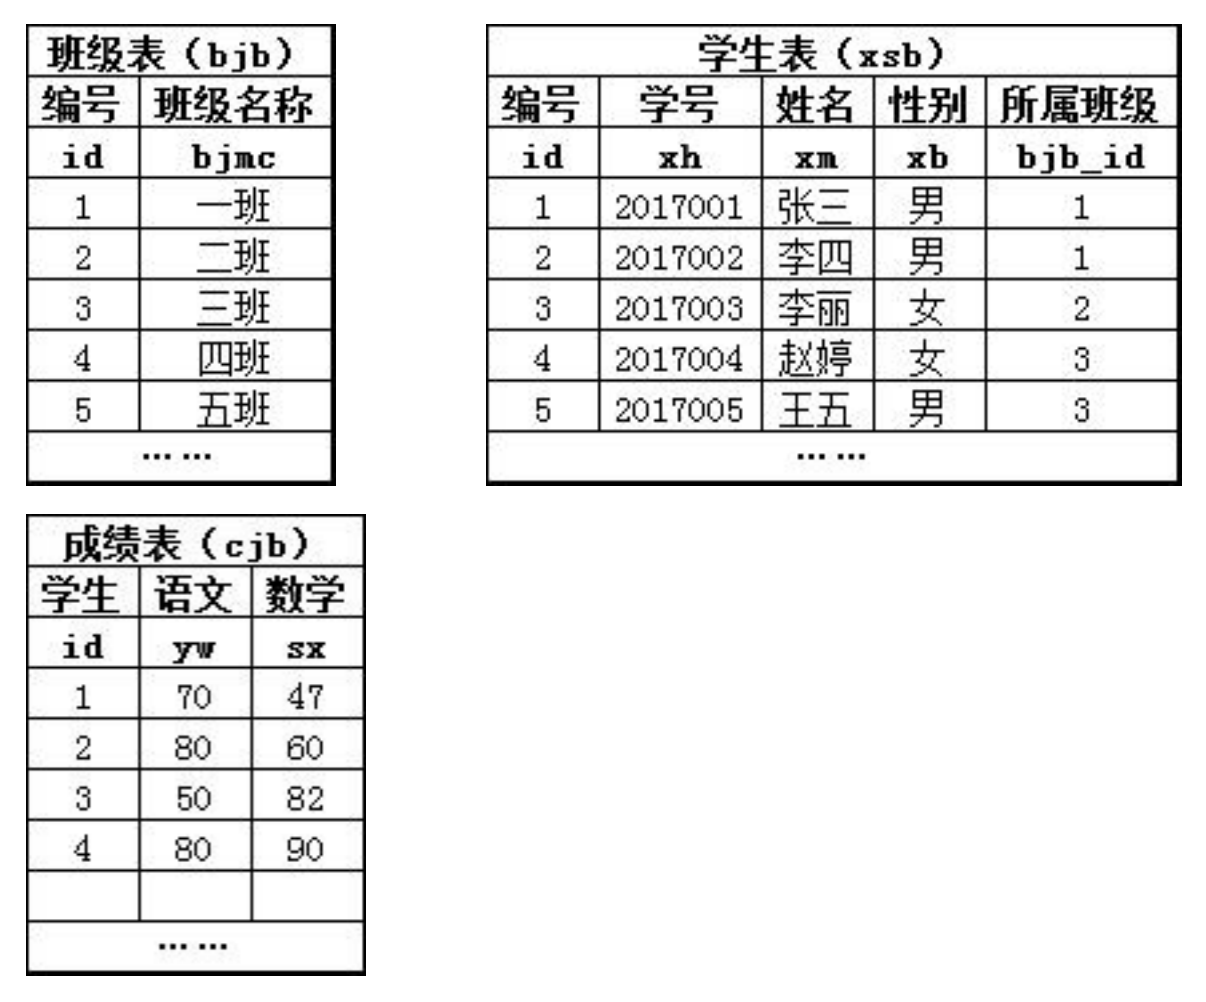 班级表（bjb）
编号 班级名称
id bjmc
1 一班
2 二班
3 三班
4 四班
5 五班
……
学生表（xsb）
编号 学号 姓名 性别 所属班级
id xh xm xb bjb_id
1 2017001 张三 男 1
2 2017002 李四 男 1
3 2017003 李丽 女 2
4 2017004 赵婷 女 3
5 2017005 王五 男 3
……
成绩表（cjb）
学生 语文 数学
id yw sx
1 70 47
2 80 60
3 50 82
4 80 90
……